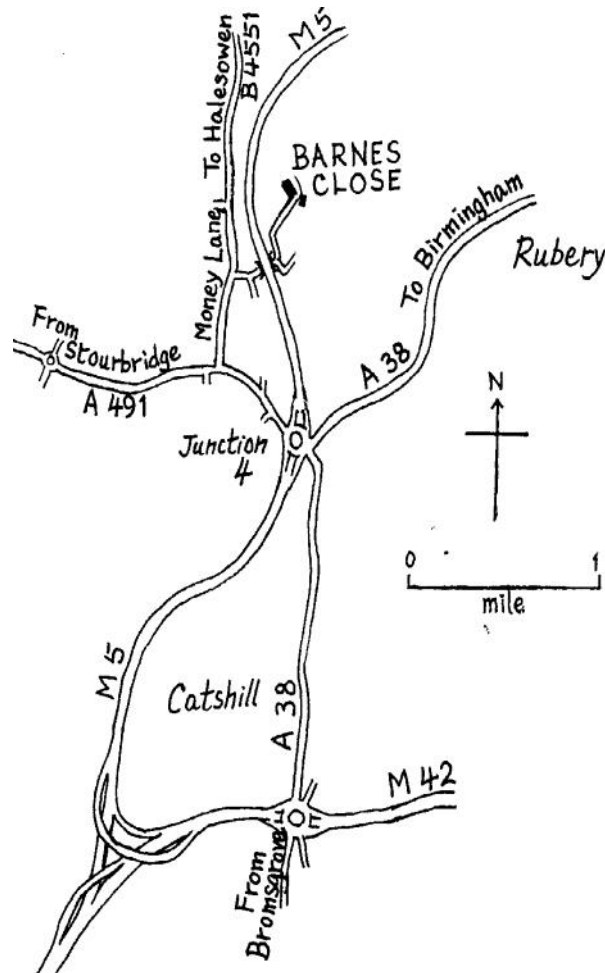 To Halesowen
B4551
M5
BARNES
CLOSE
Money Lane
To Birmingham
Rubery
From
Stourbridge
A 491
A 38
N
Junction
4
0 1
mile
M 5
Catshill
A 38
M 42
From
Bromsgrove